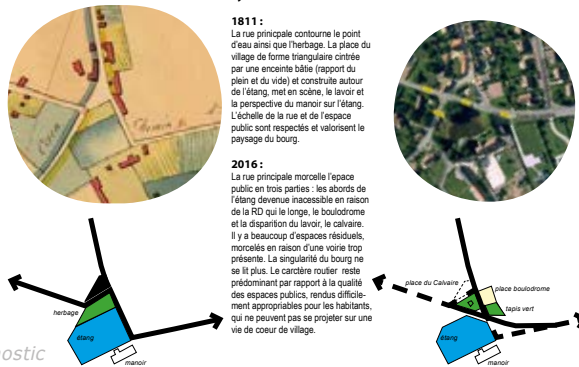 1811 :
La rue prinicpale contourne le point
d'eau ainsi que l'herbage. La place du
village de forme triangulaire cintrée
par une enceinte bâtie (rapport du
plein et du vide) et construite autour
de l'étang, met en scène, le lavoir et
la perspective du manoir sur l'étang.
L'échelle de la rue et de l'espace
public sont respectés et valorisent le
paysage du bourg.
2016 :
La rue principale morcelle l'epace
public en trois parties : les abords de
l'étang devenue inacessible en raison
de la RD qui le longe, le boulodrome
et la disparition du lavoir, le calvaire.
Il y a beaucoup d'espaces résiduels,
morcelés en raison d'une voirie trop
présente. La singularité du bourg ne
se lit plus. Le carctère routier reste
prédominant par rapport à la qualité
des espaces publics, rendus difficile-
ment appropriables pour les habitants,
qui ne peuvent pas se projeter sur une
vie de coeur de village.
herbage
étang
manoir
place du Calvaire
place boulodrome
tapis vert
étang
manoir
nostic